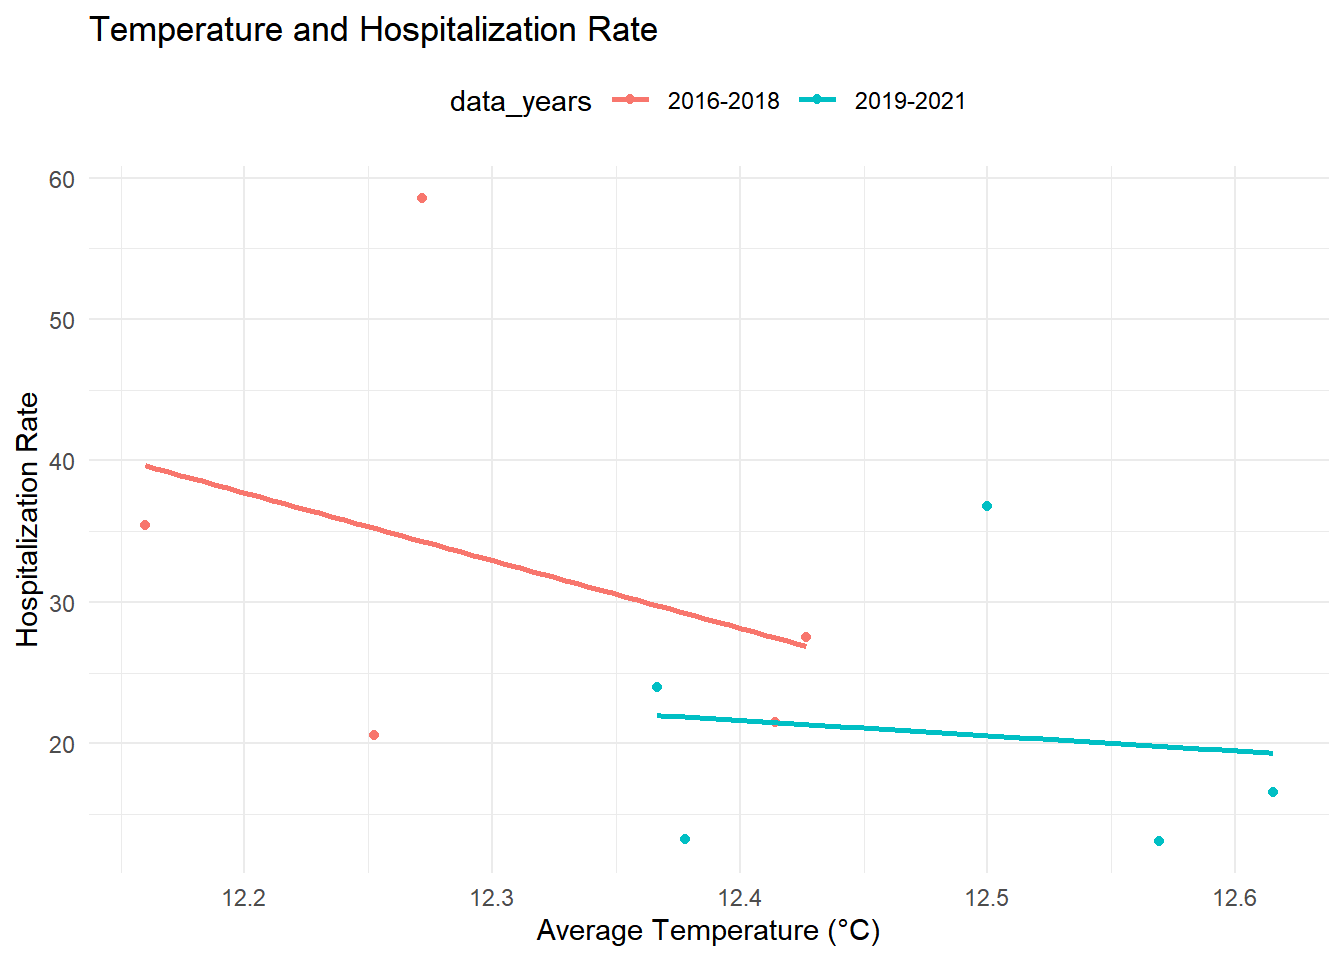 Temperature and Hospitalization Rate
data_years 2016-2018 2019-2021
60
50
40
30
20
Hospitalization Rate
12.2 12.3 12.4 12.5 12.6
Average Temperature (°C)